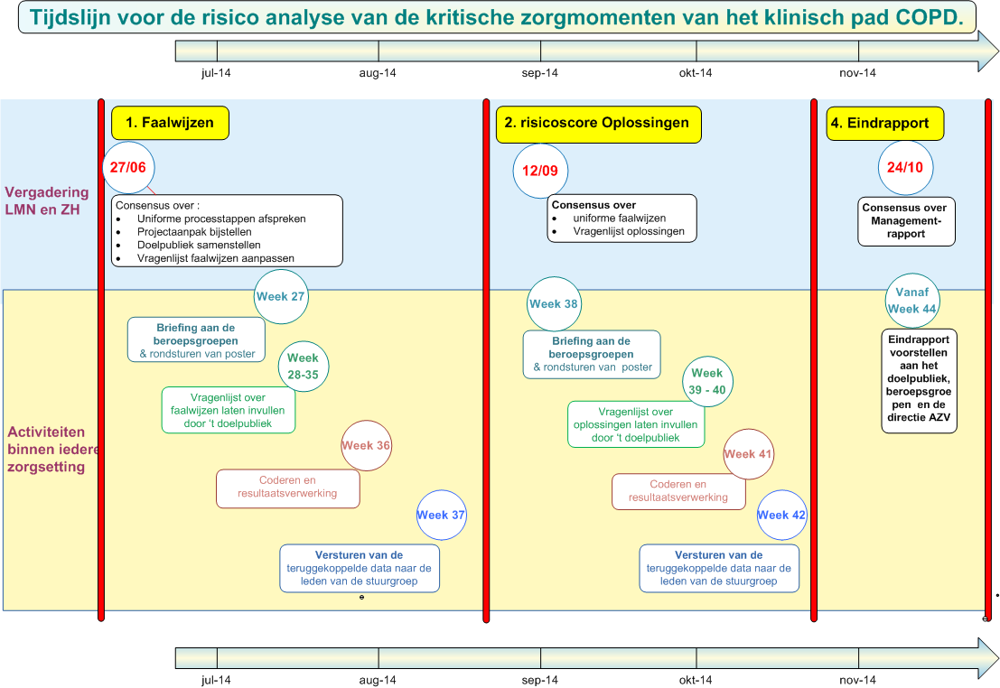 Tijdslijn voor de risico analyse van de kritische zorgmomenten van het klinisch pad COPD.
jul-14
aug-14
sep-14
okt-14
nov-14
Vergadering
LMN en ZH
1. Faalwijzen
27/06
Consensus over :
• Uniforme processtappen afspreken
• Projectaanpak bijstellen
• Doelpubliek samenstellen
• Vragenlijst faalwijzen aanpassen
2. risicoscore Oplossingen
12/09
Consensus over
• uniforme faalwijzen
• Vragenlijst oplossingen
4. Eindrapport
24/10
Consensus over
Management-
rapport
Activiteiten
binnen iedere
zorgsetting
Week 27
Briefing aan de
beroepsgroepen
& rondsturen van poster
Week
28-35
Vragenlijst over
faalwijzen laten invullen
door ‘t doelpubliek
Week 36
Coderen en
resultaatsverwerking
Week 37
Versturen van de
teruggekoppelde data naar de
leden van de stuurgroep
e
Week 38
Briefing aan de
beroepsgroepen
& rondsturen van poster
Week
39 - 40
Vragenlijst over
oplossingen laten invullen
door ‘t doelpubliek
Week 41
Coderen en
resultaatsverwerking
Week 42
Versturen van de
teruggekoppelde data naar de
leden van de stuurgroep
Vanaf
Week 44
Eindrapport
voorstellen
aan het
doelpubliek,
beroepsgroe
pen en de
directie AZV
•
e
jul-14
aug-14
sep-14
okt-14
nov-14